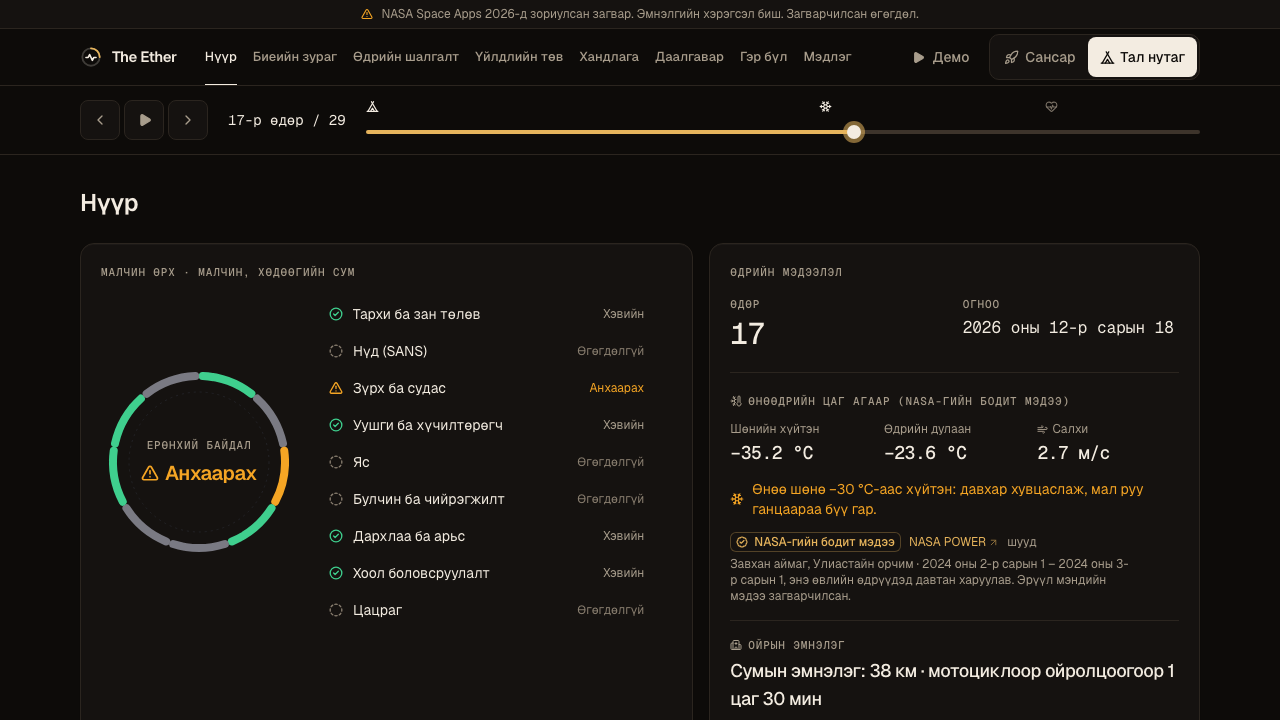 NASA Space Apps 2026-д зориулсан загвар. Эмнэлгийн хэрэгсэл биш. Загварчилсан өгөгдөл.
The Ether
Нүүр
Биеийн зураг
Өдрийн шалгалт
Үйлдлийн төв
Хандлага
Даалгавар
Гэр бүл
Мэдлэг
Демо
Сансар
Тал нутаг
17-р өдөр / 29
Нүүр
МАЛЧИН ӨРХ · МАЛЧИН, ХӨДӨӨГИЙН СУМ
ЕРӨНХИЙ БАЙДАЛ
Анхаарах
Тархи ба зан төлөв Хэвийн
Нүд (SANS) Өгөгдөлгүй
Зүрх ба судас Анхаарах
Уушги ба хүчилтөрөгч Хэвийн
Яс Өгөгдөлгүй
Булчин ба чийрэгжилт Өгөгдөлгүй
Дархлаа ба арьс Хэвийн
Хоол боловсруулалт Хэвийн
Цацраг Өгөгдөлгүй
ӨДРИЙН МЭДЭЭЛЭЛ
ӨДӨР ОГНОО
17 2026 оны 12-р сарын 18
ӨНӨӨДРИЙН ЦАГ АГААР (NASA-ГИЙН БОДИТ МЭДЭЭ)
Шөнийн хүйтэн Өдрийн дулаан Салхи
−35.2 °C −23.6 °C 2.7 м/с
Өнөө шөнө −30 °C-аас хүйтэн: давхар хувцаслаж, мал руу
ганцаараа бүү гар.
NASA-гийн бодит мэдээ NASA POWER шууд
Завхан аймаг, Улиастайн орчим · 2024 оны 2-р сарын 1 – 2024 оны 3-
р сарын 1, энэ өвлийн өдрүүдэд давтан харуулав. Эрүүл мэндийн
мэдээ загварчилсан.
ОЙРЫН ЭМНЭЛЭГ
Сумын эмнэлэг: 38 км · мотоциклоор ойролцоогоор 1
цаг 30 мин